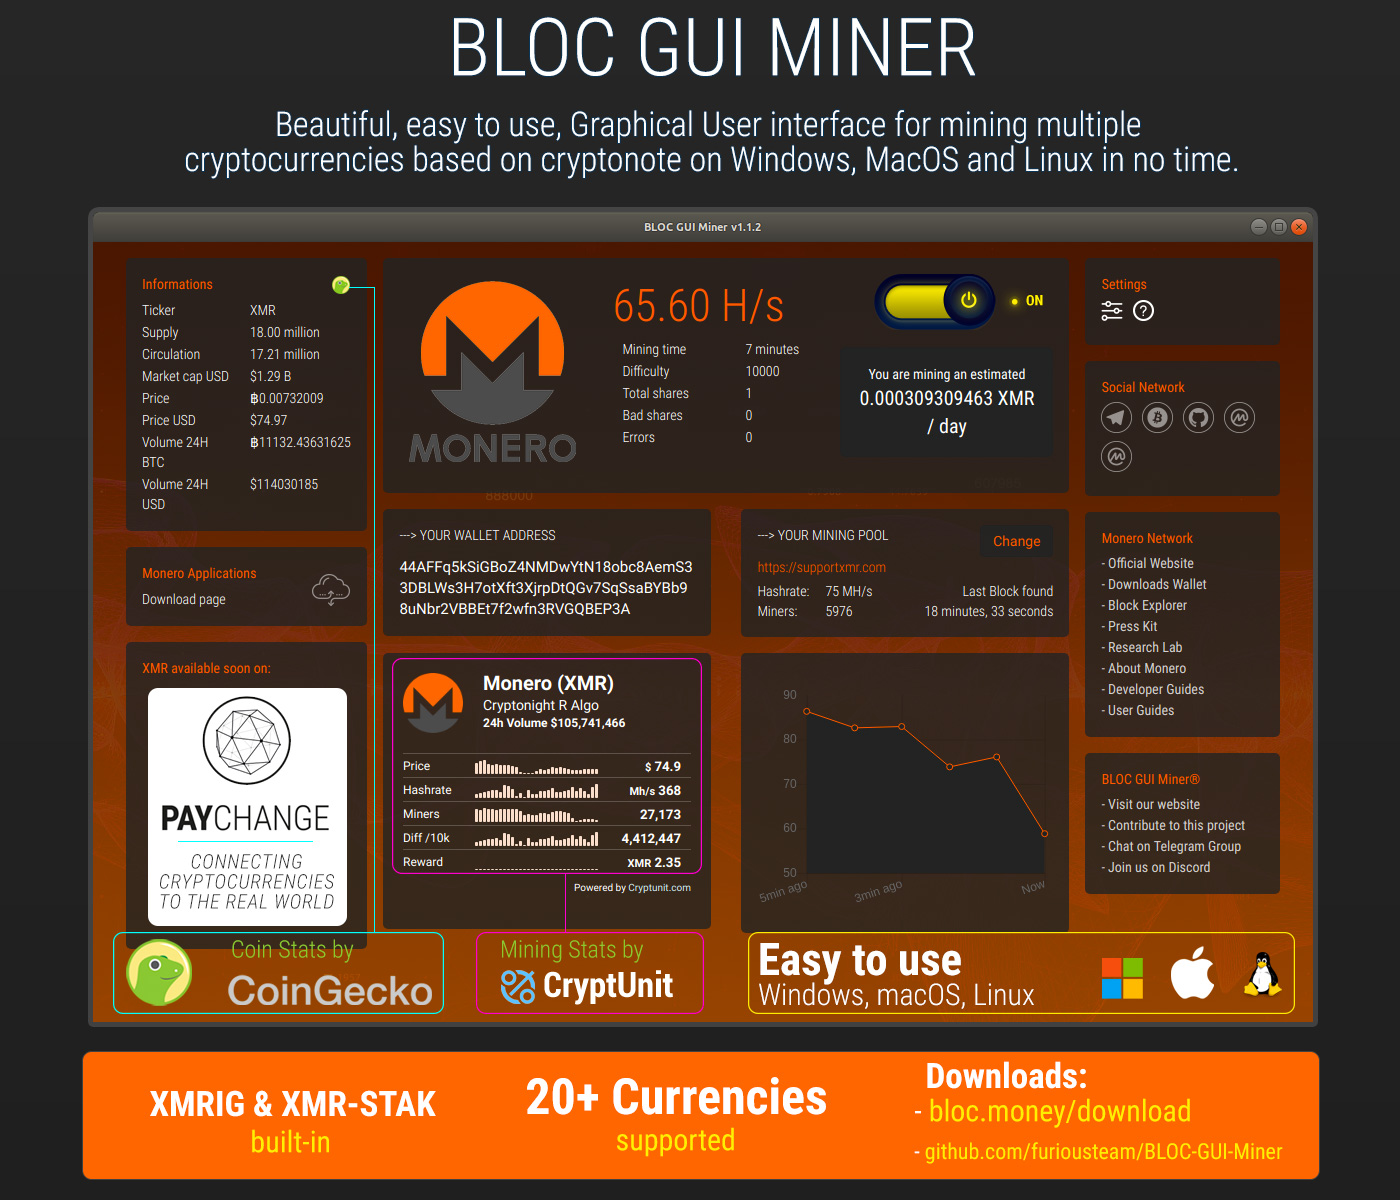 BLOC GUI MINER
Beautiful, easy to use, Graphical User interface for mining multiple
cryptocurrencies based on cryptonote on Windows, MacOS and Linux in no time.
BLOC GUI Miner v1.1.2
Informations
Ticker XMR
Supply 18.00 million
Circulation 17.21 million
Market cap USD $1.29 B
Price ฿0.00732009
Price USD $74.97
Volume 24H ฿11132.43631625
BTC
Volume 24H $114030185
USD
Monero Applications
Download page
XMR available soon on:
PAYCHANGE
CONNECTING
CRYPTOCURRENCIES
TO THE REAL WORLD
MONERO
65.60 H/s
Mining time 7 minutes
Difficulty 10000
Total shares 1
Bad shares 0
Errors 0
ON
You are mining an estimated
0.000309309463 XMR
/ day
888000
---> YOUR WALLET ADDRESS
44AFFq5kSiGBoZ4NMDwYtN18obc8AemS3
3DBLWs3H7otXft3XjrpDtQGv7SqSsaBYBb9
8uNbr2VBBEt7f2wfn3RVGQBEP3A
---> YOUR MINING POOL
Change
https://supportxmr.com
Hashrate: 75 MH/s Last Block found
Miners: 5976 18 minutes, 33 seconds
Monero (XMR)
Cryptonight R Algo
24h Volume $105,741,466
Price $ 74.9
Hashrate Mh/s 368
Miners 27,173
Diff /10k 4,412,447
Reward XMR 2.35
Powered by Cryptunit.com
90
80
70
60
50
5min ago 3min ago Now
Settings
Social Network
Monero Network
- Official Website
- Downloads Wallet
- Block Explorer
- Press Kit
- Research Lab
- About Monero
- Developer Guides
- User Guides
BLOC GUI Miner®
- Visit our website
- Contribute to this project
- Chat on Telegram Group
- Join us on Discord
Coin Stats by
CoinGecko
Mining Stats by
CryptUnit
Easy to use
Windows, macOS, Linux
XMRIG & XMR-STAK
built-in
20+ Currencies
supported
Downloads:
- bloc.money/download
- github.com/furiousteam/BLOC-GUI-Miner